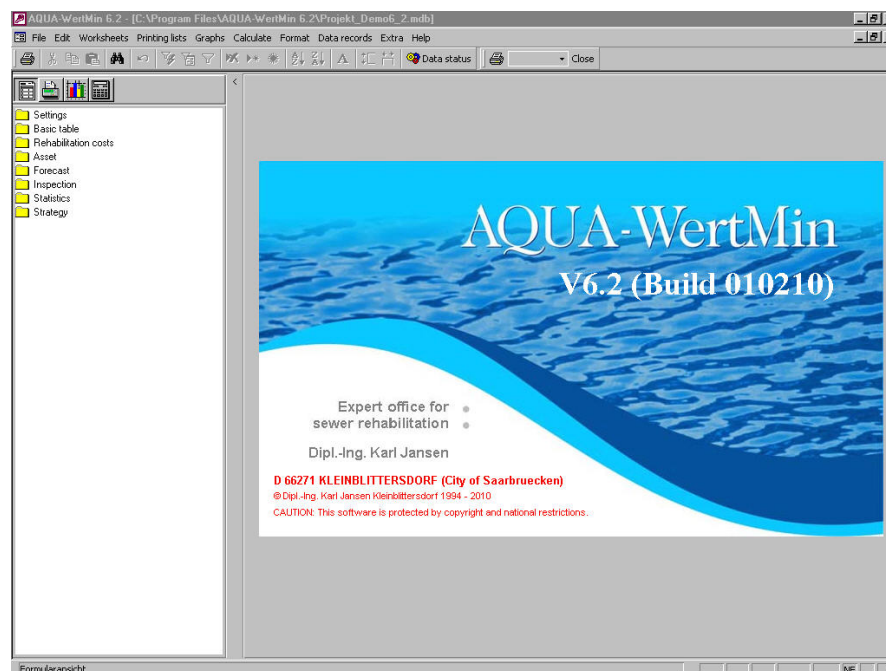 AQUA-WertMin 6.2 - [C:\Program Files\AQUA-WertMin 6.2\Projekt_Demo6_2.mdb]
File Edit Worksheets Printing lists Graphs Calculate Format Data records Extra Help
Data status Close
Settings
Basic table
Rehabilitation costs
Asset
Forecast
Inspection
Statistics
Strategy
AQUA-WertMin
V6.2 (Build 010210)
Expert office for
sewer rehabilitation
Dipl.-Ing. Karl Jansen
D 66271 KLEINBLITTERSDORF (City of Saarbruecken)
© Dipl.-Ing. Karl Jansen Kleinblittersdorf 1994 - 2010
CAUTION: This software is protected by copyright and national restrictions.
Formularansicht